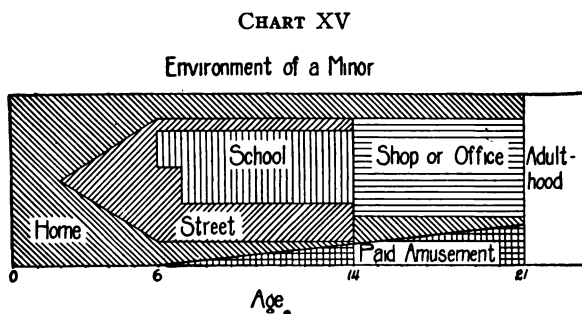 CHART XV
Environment of a Minor
School
Shop or Office
Adult-
hood
Home
Street
Paid Amusement
0 6 14 21
Age.